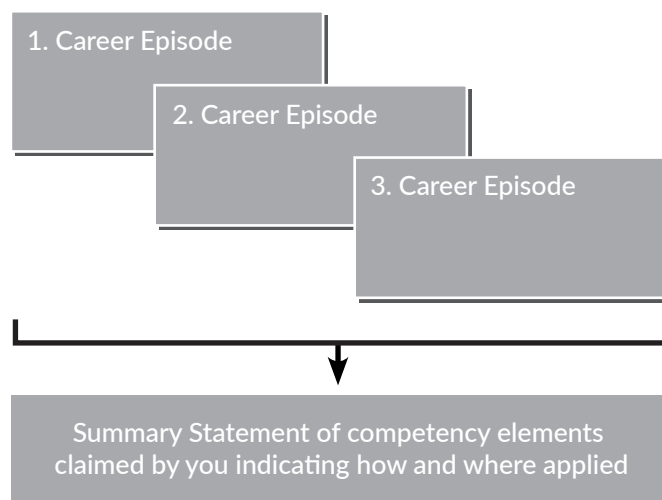 1. Career Episode
2. Career Episode
3. Career Episode
Summary Statement of competency elements
claimed by you indicating how and where applied